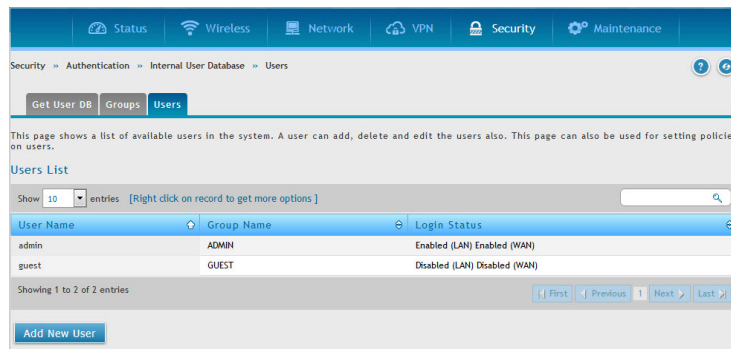 Status Wireless Network VPN Security Maintenance
Security » Authentication » Internal User Database » Users
Get User DB Groups Users
This page shows a list of available users in the system. A user can add, delete and edit the users also. This page can also be used for setting policie
on users.
Users List
Show 10 entries [Right click on record to get more options ]
User Name Group Name Login Status
admin ADMIN Enabled (LAN) Enabled (WAN)
guest GUEST Disabled (LAN) Disabled (WAN)
Showing 1 to 2 of 2 entries First Previous 1 Next Last
Add New User